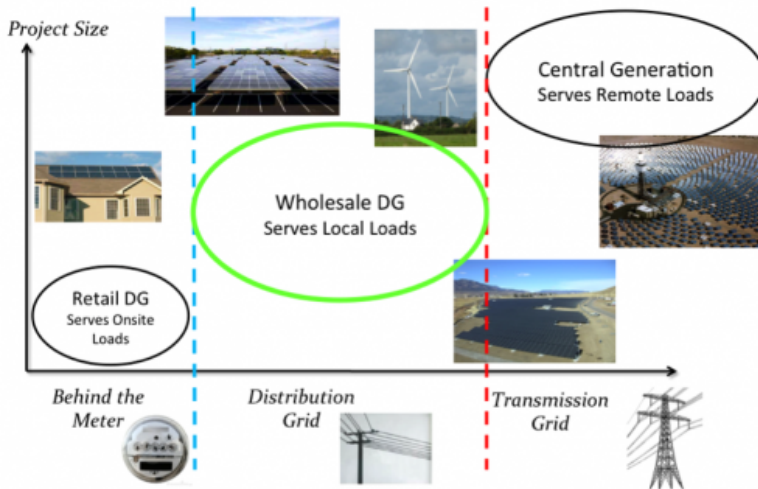 Project Size
Central Generation
Serves Remote Loads
Wholesale DG
Serves Local Loads
Retail DG
Serves Onsite
Loads
Behind the
Meter
Distribution
Grid
Transmission
Grid